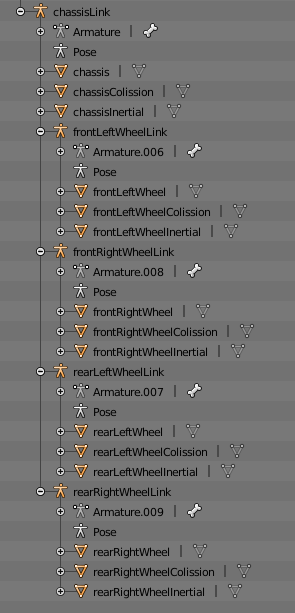 chassisLink
Armature
Pose
chassis
chassisColission
chassisInertial
frontLeftWheelLink
Armature.006
Pose
frontLeftWheel
frontLeftWheelColission
frontLeftWheelInertial
frontRightWheelLink
Armature.008
Pose
frontRightWheel
frontRightWheelColission
frontRightWheelInertial
rearLeftWheelLink
Armature.007
Pose
rearLeftWheel
rearLeftWheelColission
rearLeftWheelInertial
rearRightWheelLink
Armature.009
Pose
rearRightWheel
rearRightWheelColission
rearRightWheelInertial